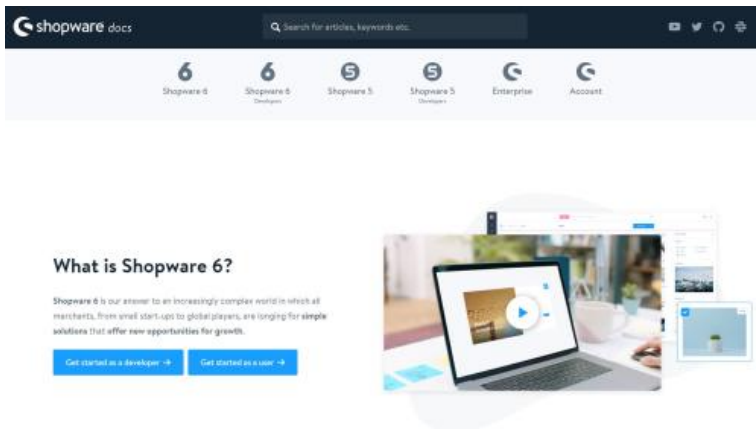 shopware docs
Search for articles, keywords etc.
Shopware 6
Shopware 6
Developers
Shopware 5
Shopware 5
Developers
Enterprise
Account
What is Shopware 6?
Shopware 6 is our answer to an increasingly complex world in which all
merchants, from small start-ups to global players, are longing for simple
solutions that offer new opportunities for growth.
Get started as a developer →
Get started as a user →